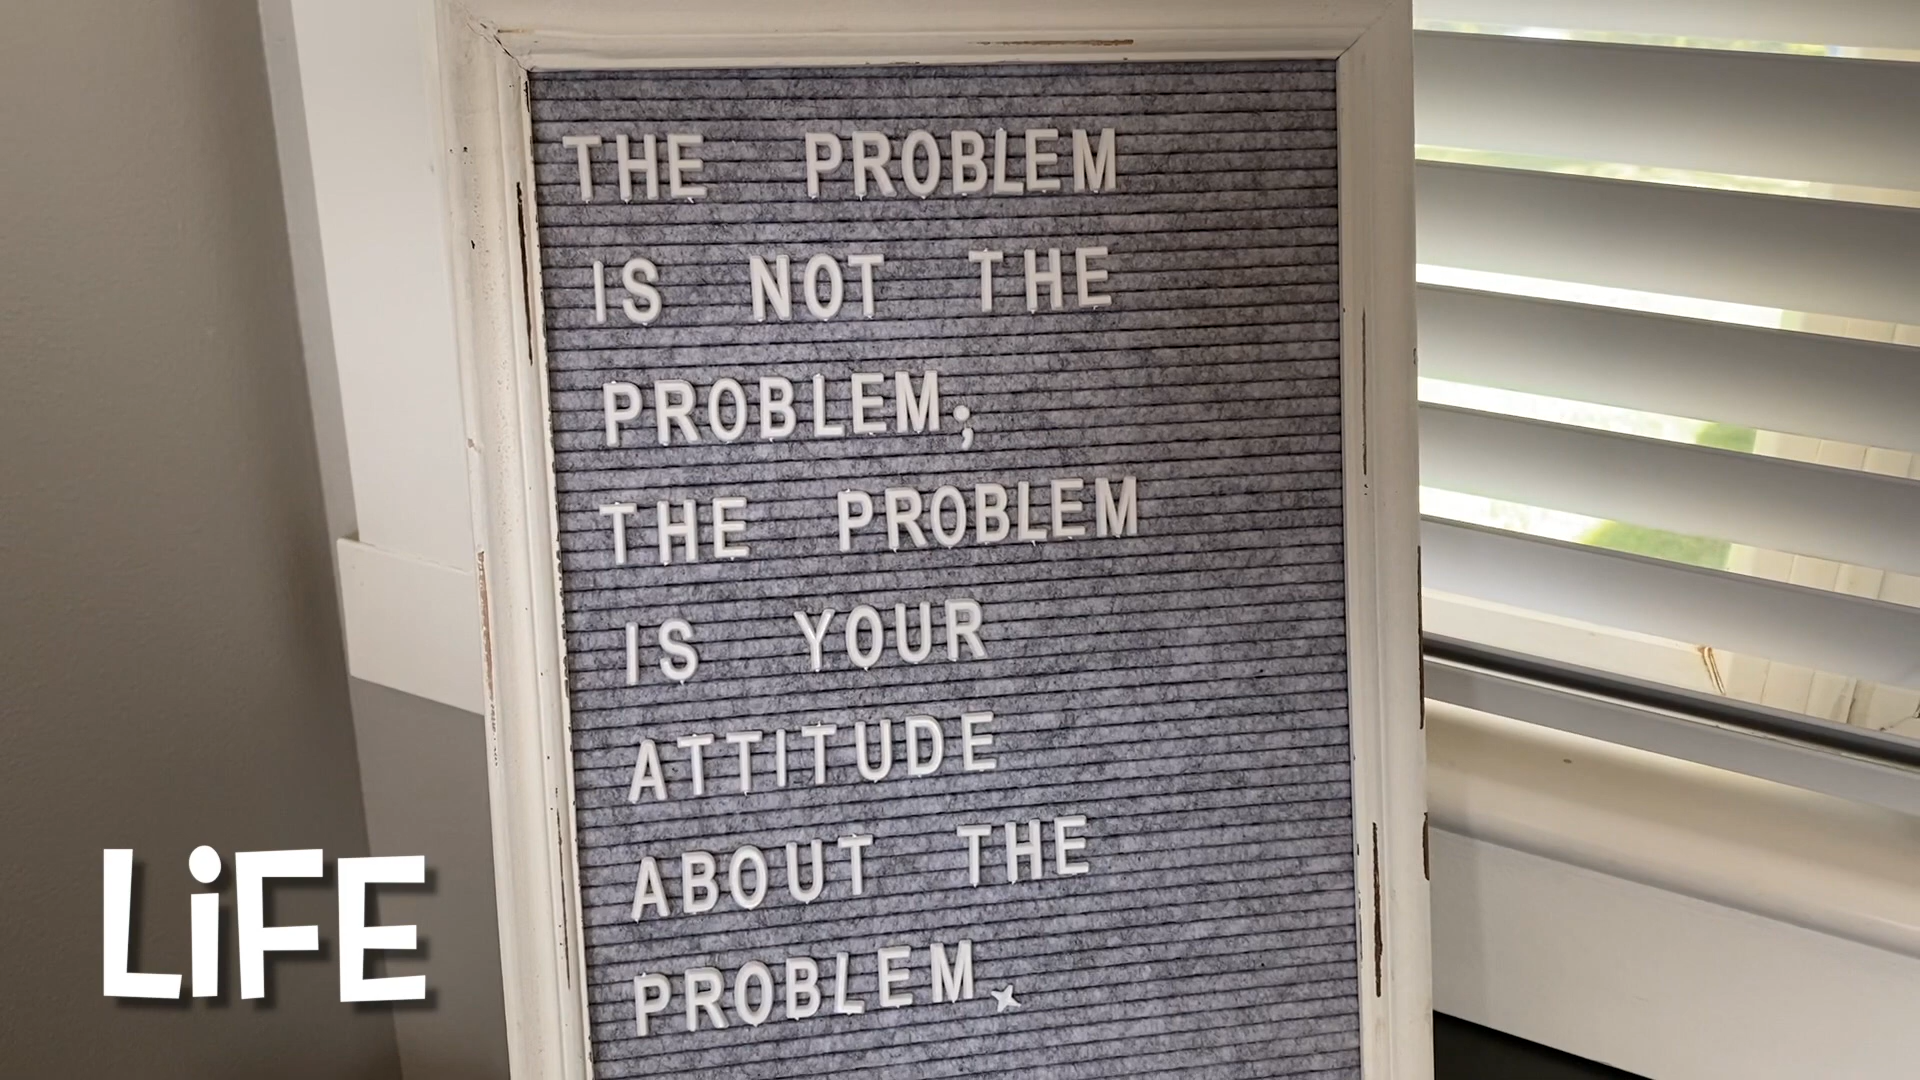 THE PROBLEM
IS NOT THE
PROBLEM;
THE PROBLEM
IS YOUR
ATTITUDE
ABOUT THE
PROBLEM.
LiFE